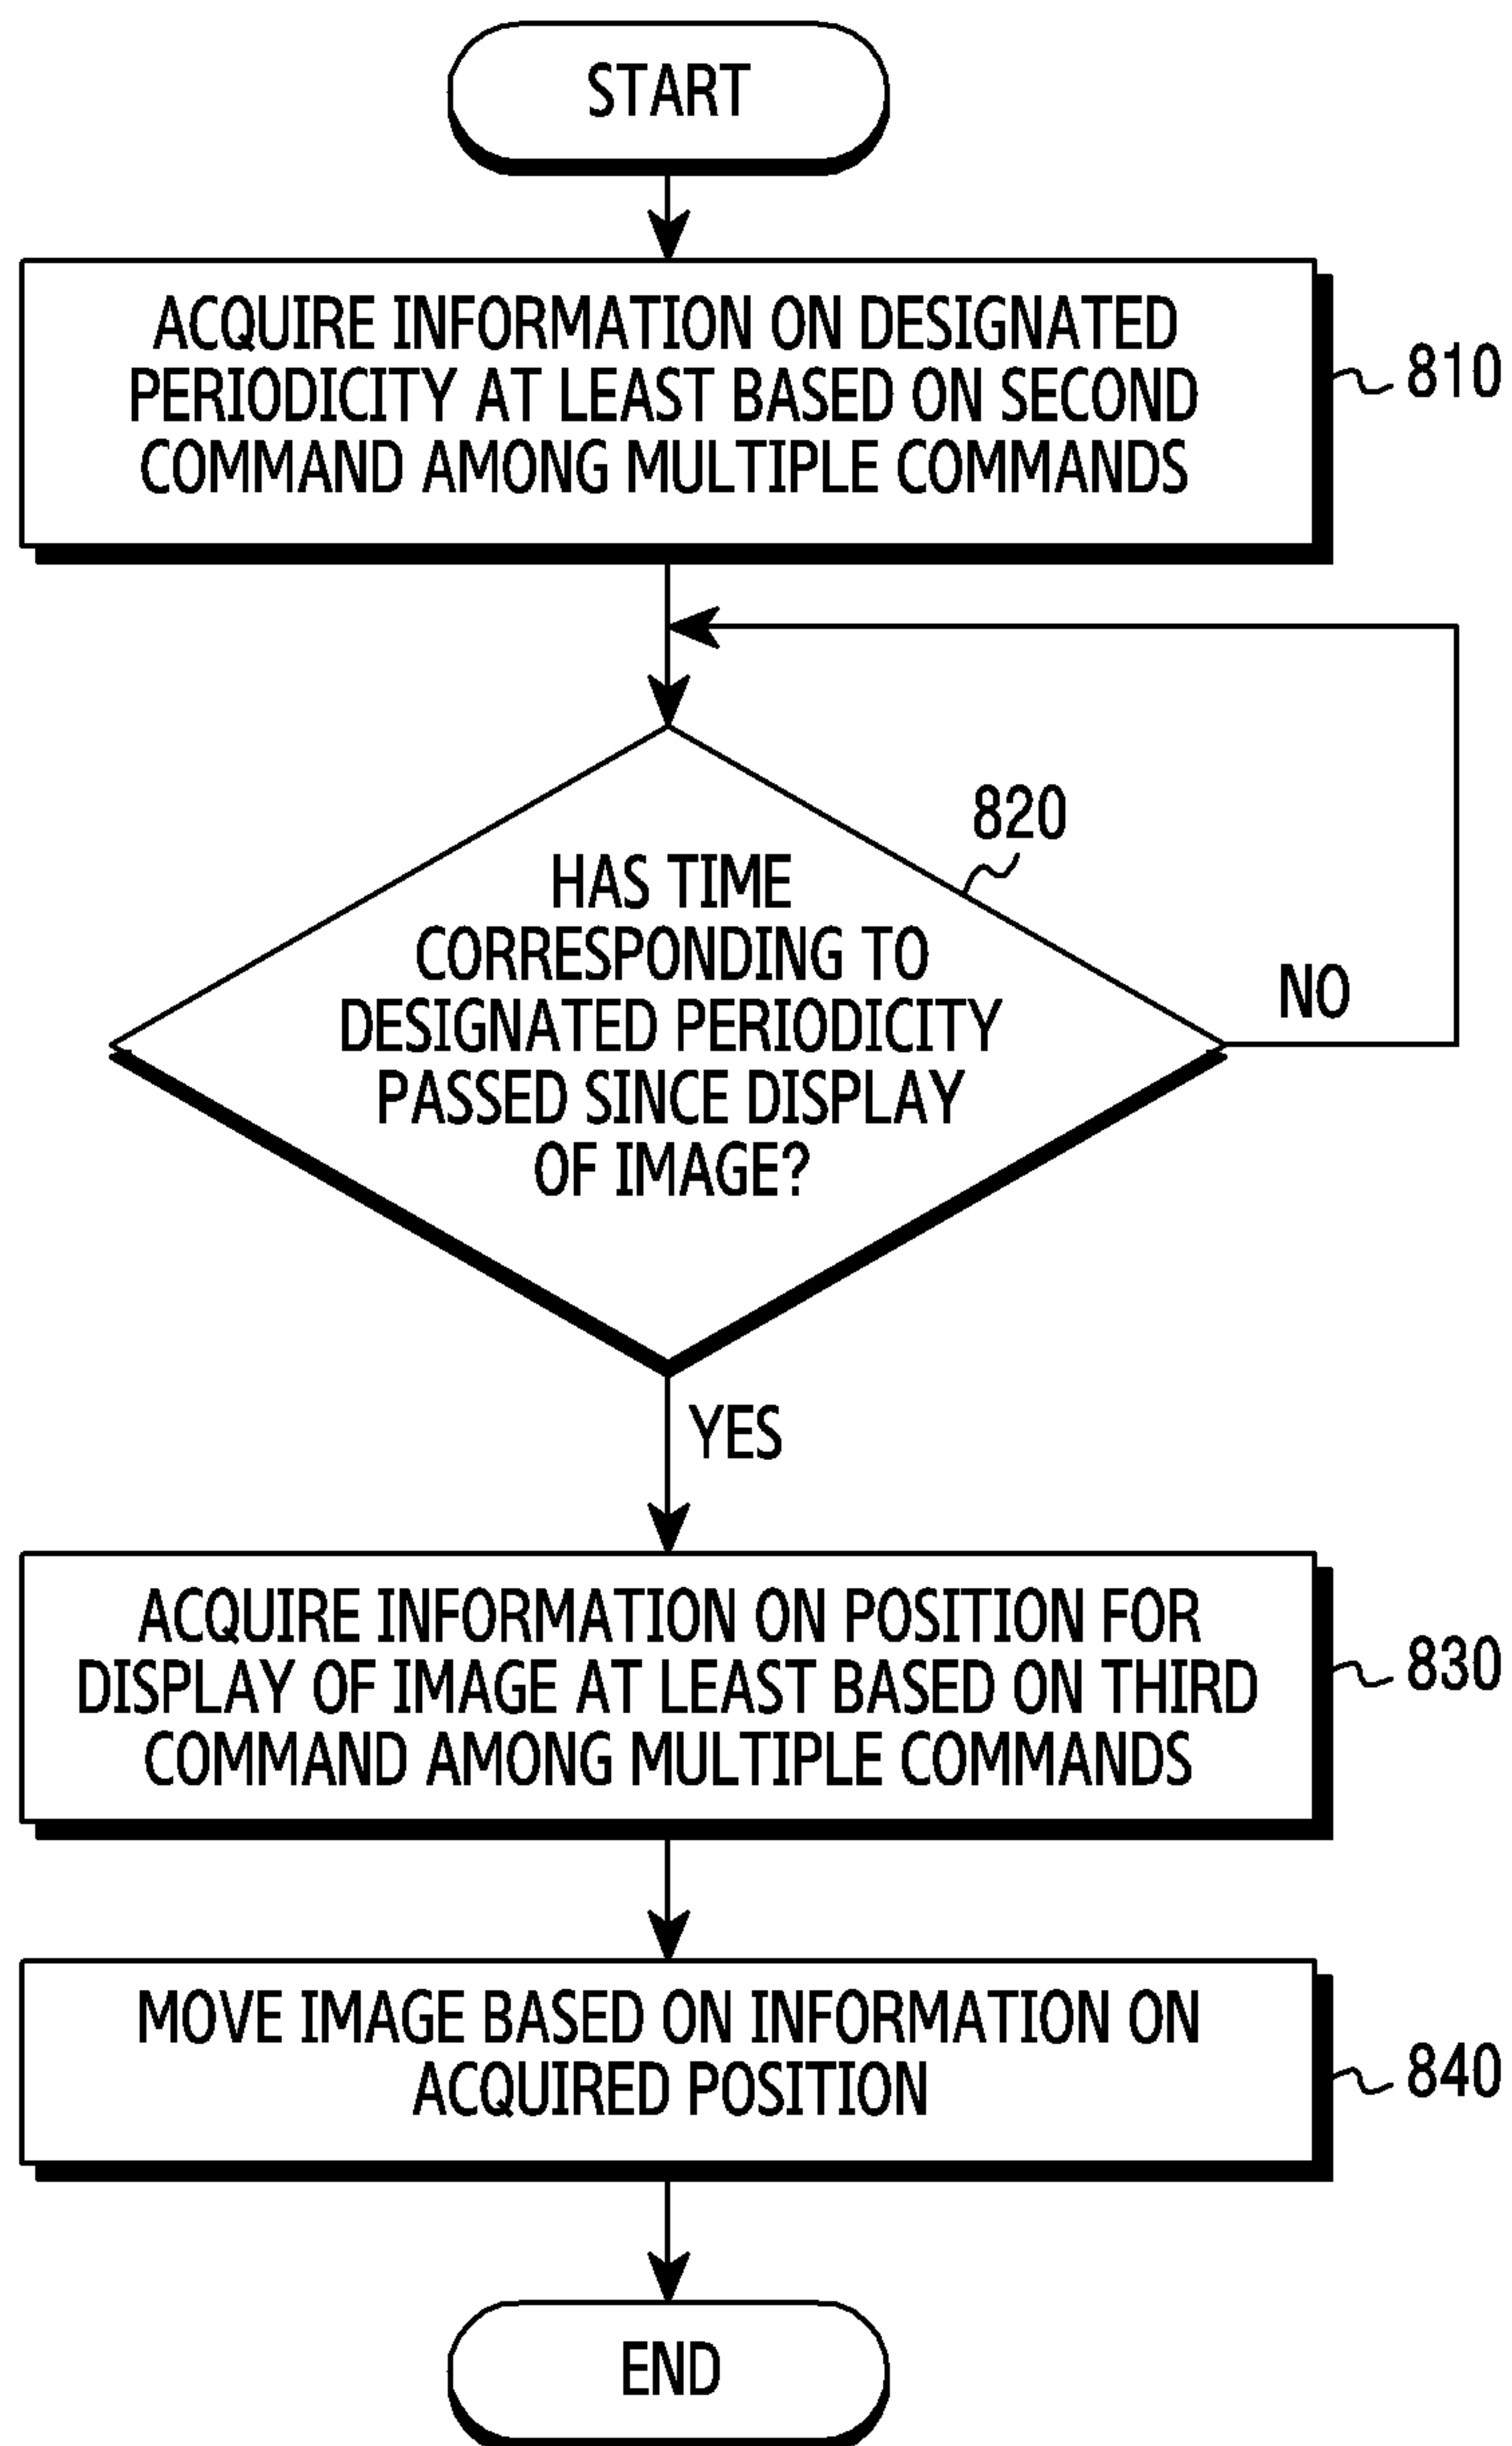 START
ACQUIRE INFORMATION ON DESIGNATED
PERIODICITY AT LEAST BASED ON SECOND
COMMAND AMONG MULTIPLE COMMANDS
810
820
HAS TIME
CORRESPONDING TO
DESIGNATED PERIODICITY
PASSED SINCE DISPLAY
OF IMAGE?
NO
YES
ACQUIRE INFORMATION ON POSITION FOR
DISPLAY OF IMAGE AT LEAST BASED ON THIRD
COMMAND AMONG MULTIPLE COMMANDS
830
MOVE IMAGE BASED ON INFORMATION ON
ACQUIRED POSITION
840
END